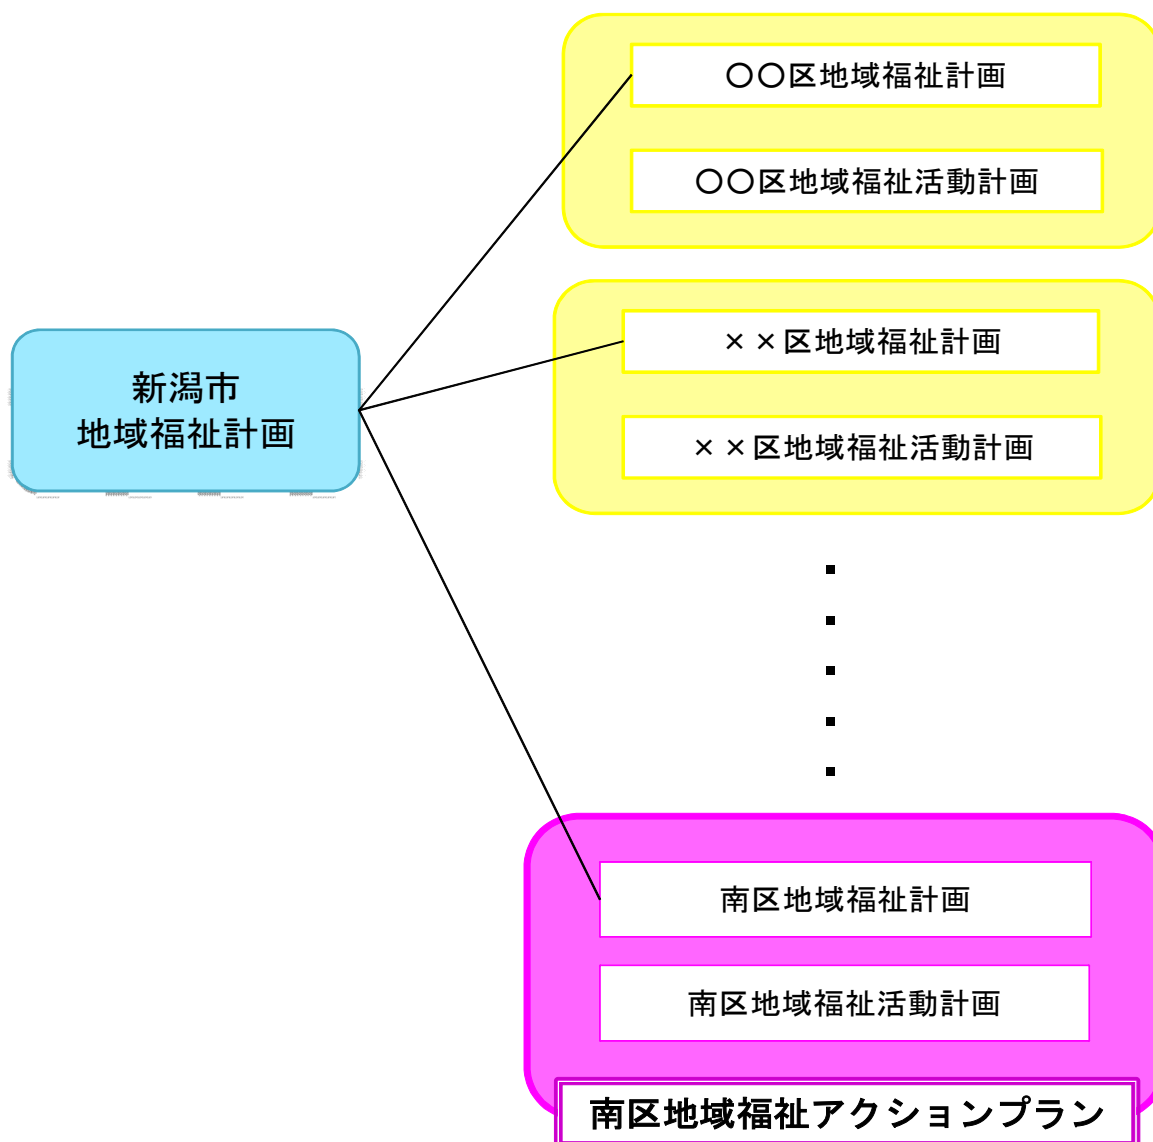 〇〇区地域福祉計画
〇〇区地域福祉活動計画
××区地域福祉計画
新潟市
地域福祉計画
××区地域福祉活動計画
南区地域福祉計画
南区地域福祉活動計画
南区地域福祉アクションプラン